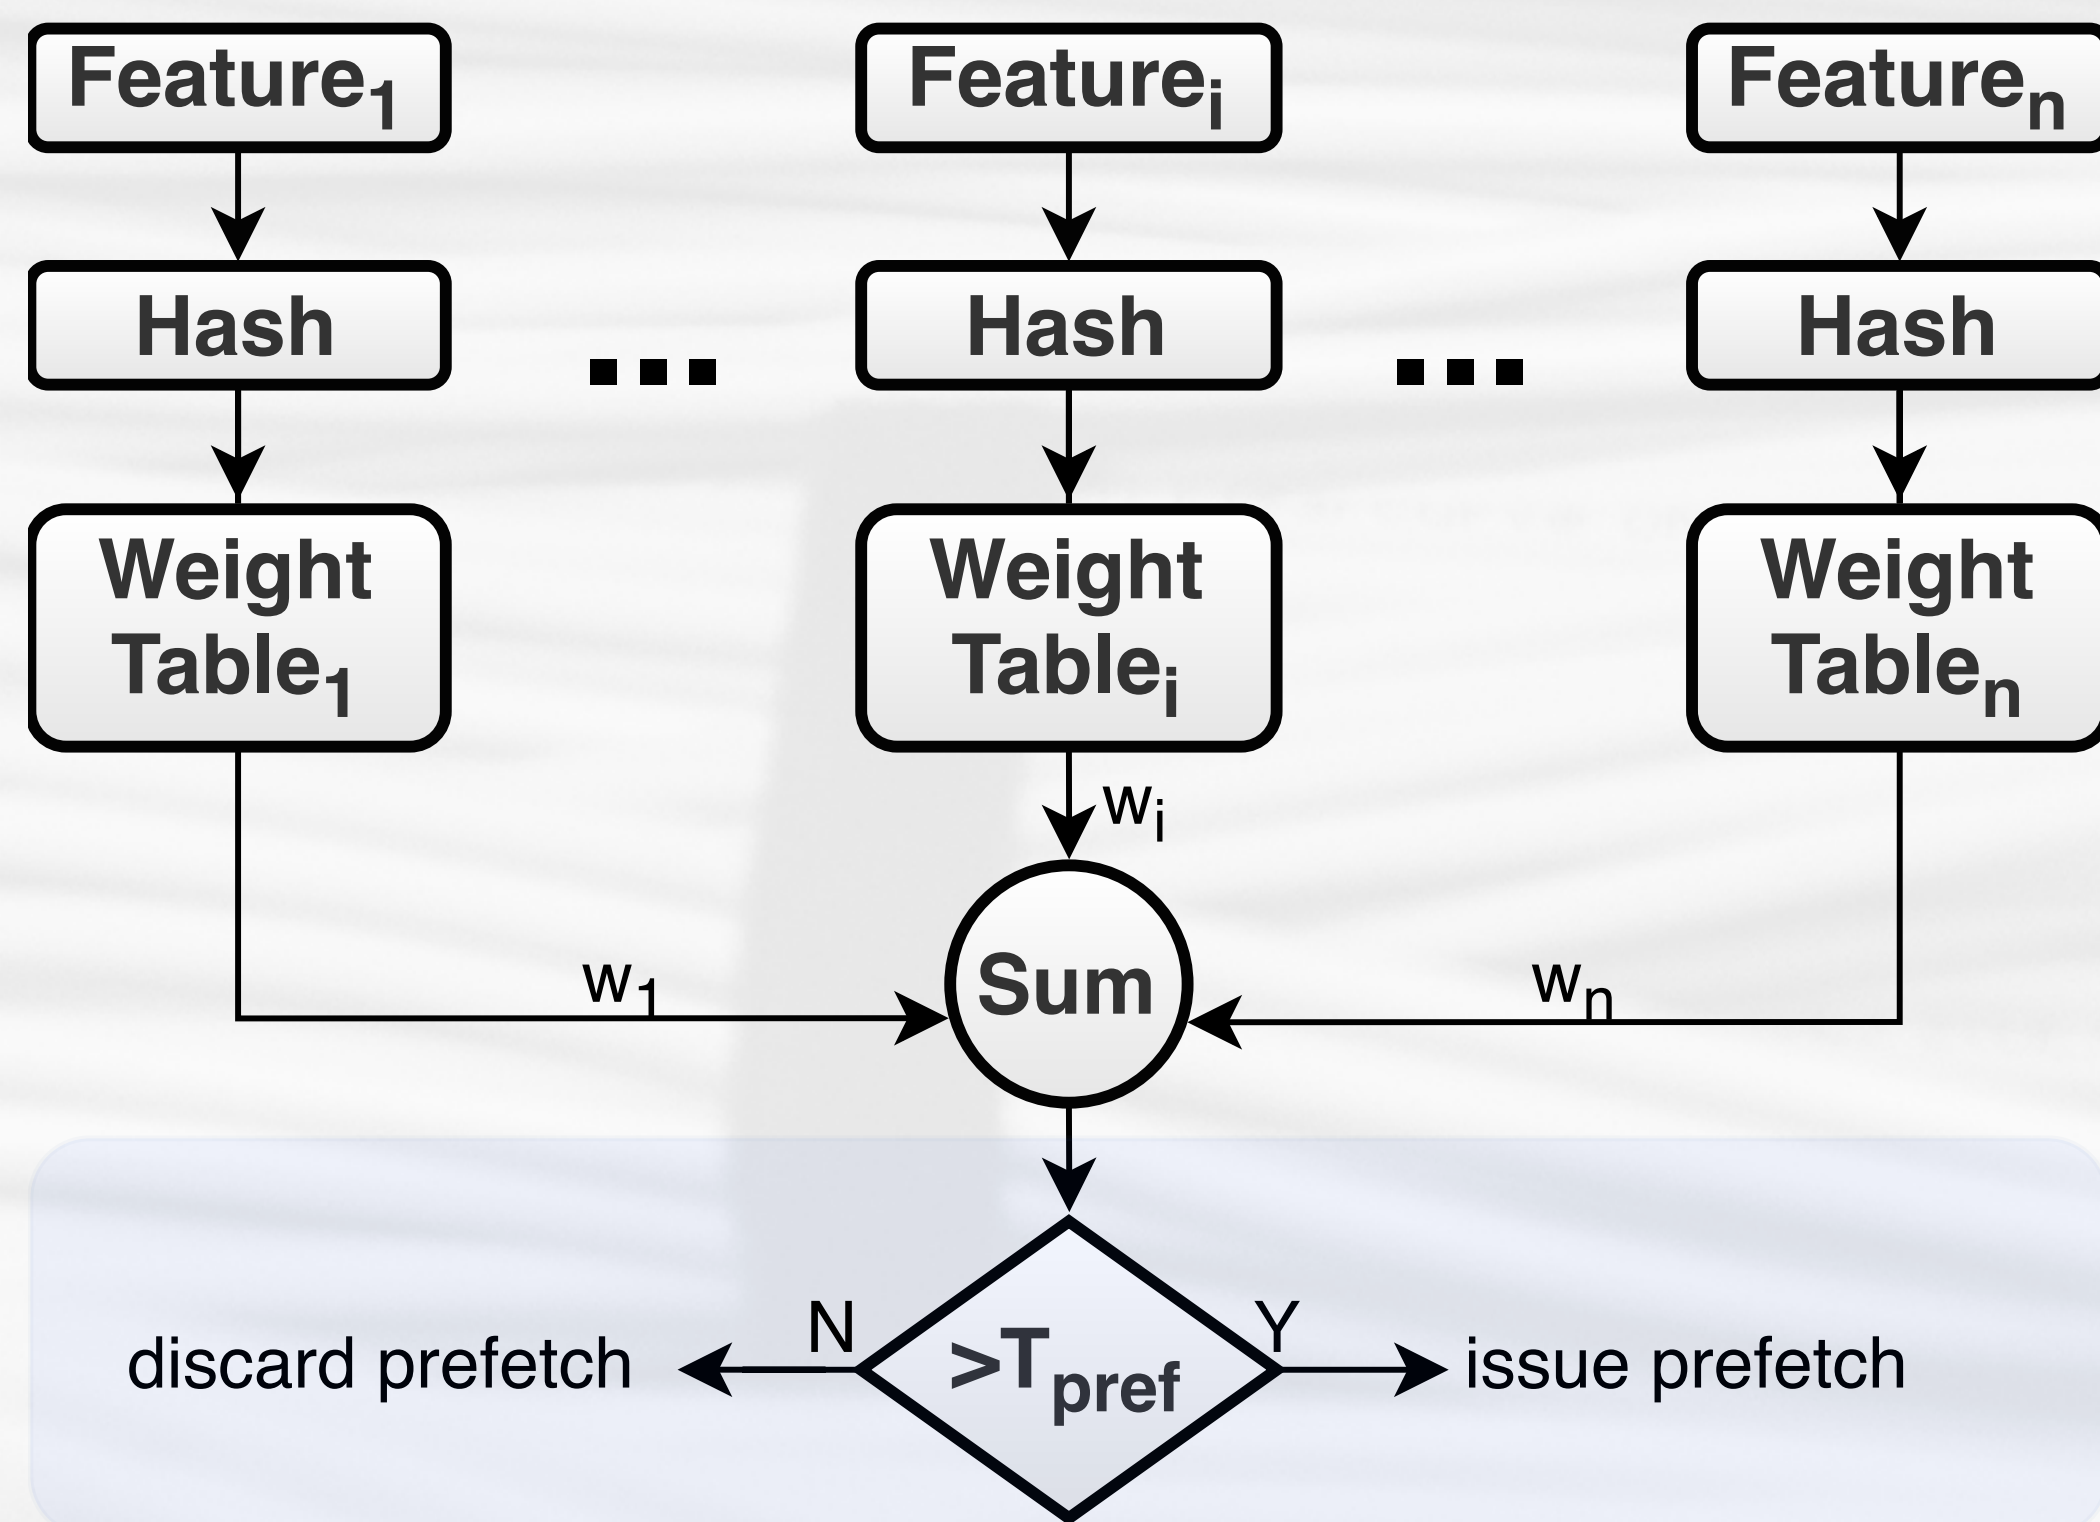 Feature₁ Featureᵢ Featureₙ
Hash Hash Hash
Weight Table₁
Weight Tableᵢ
Weight Tableₙ
wᵢ
w₁ Sum wₙ
discard prefetch N >T_pref Y issue prefetch